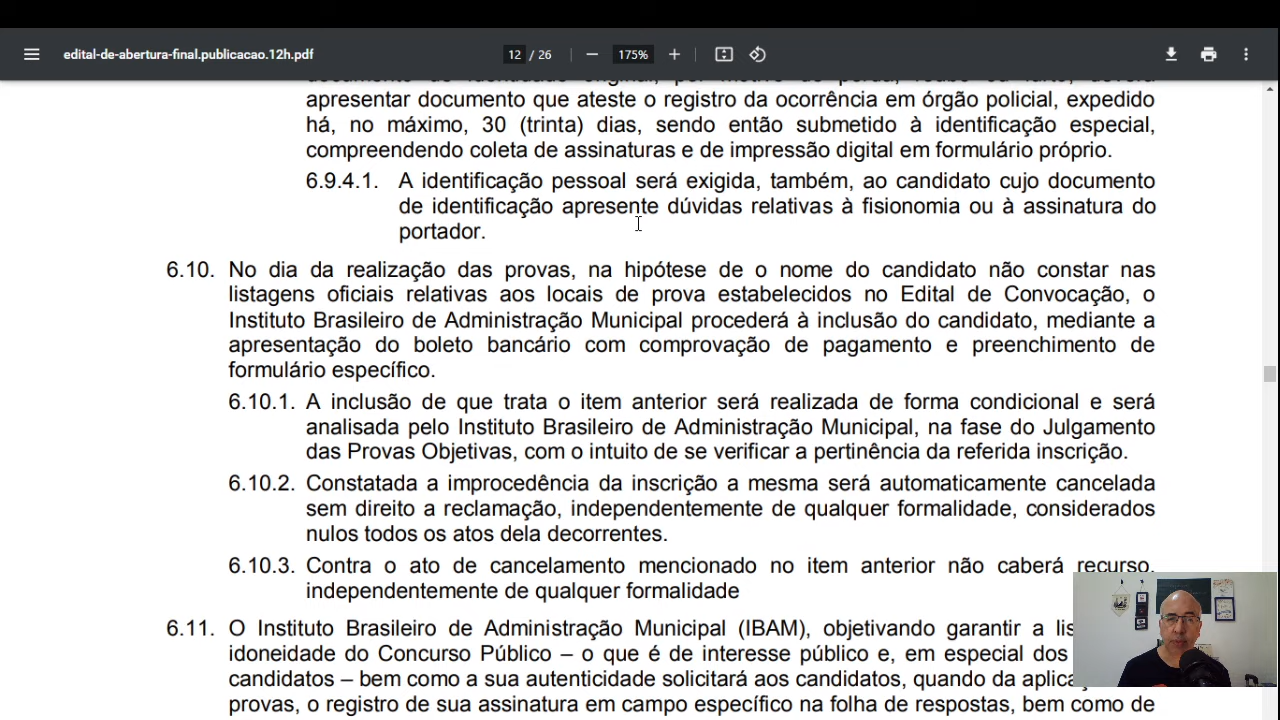 edital-de-abertura-final.publicacao.12h.pdf
12 / 26
175%
apresentar documento que ateste o registro da ocorrência em órgão policial, expedido
há, no máximo, 30 (trinta) dias, sendo então submetido à identificação especial,
compreendendo coleta de assinaturas e de impressão digital em formulário próprio.
6.9.4.1. A identificação pessoal será exigida, também, ao candidato cujo documento
de identificação apresente dúvidas relativas à fisionomia ou à assinatura do
portador.
6.10. No dia da realização das provas, na hipótese de o nome do candidato não constar nas
listagens oficiais relativas aos locais de prova estabelecidos no Edital de Convocação, o
Instituto Brasileiro de Administração Municipal procederá à inclusão do candidato, mediante a
apresentação do boleto bancário com comprovação de pagamento e preenchimento de
formulário específico.
6.10.1. A inclusão de que trata o item anterior será realizada de forma condicional e será
analisada pelo Instituto Brasileiro de Administração Municipal, na fase do Julgamento
das Provas Objetivas, com o intuito de se verificar a pertinência da referida inscrição.
6.10.2. Constatada a improcedência da inscrição a mesma será automaticamente cancelada
sem direito a reclamação, independentemente de qualquer formalidade, considerados
nulos todos os atos dela decorrentes.
6.10.3. Contra o ato de cancelamento mencionado no item anterior não caberá recurso,
independentemente de qualquer formalidade
6.11. O Instituto Brasileiro de Administração Municipal (IBAM), objetivando garantir a
idoneidade do Concurso Público – o que é de interesse público e, em especial dos
candidatos – bem como a sua autenticidade solicitará aos candidatos, quando da
provas, o registro de sua assinatura em campo específico na folha de respostas, bem como de